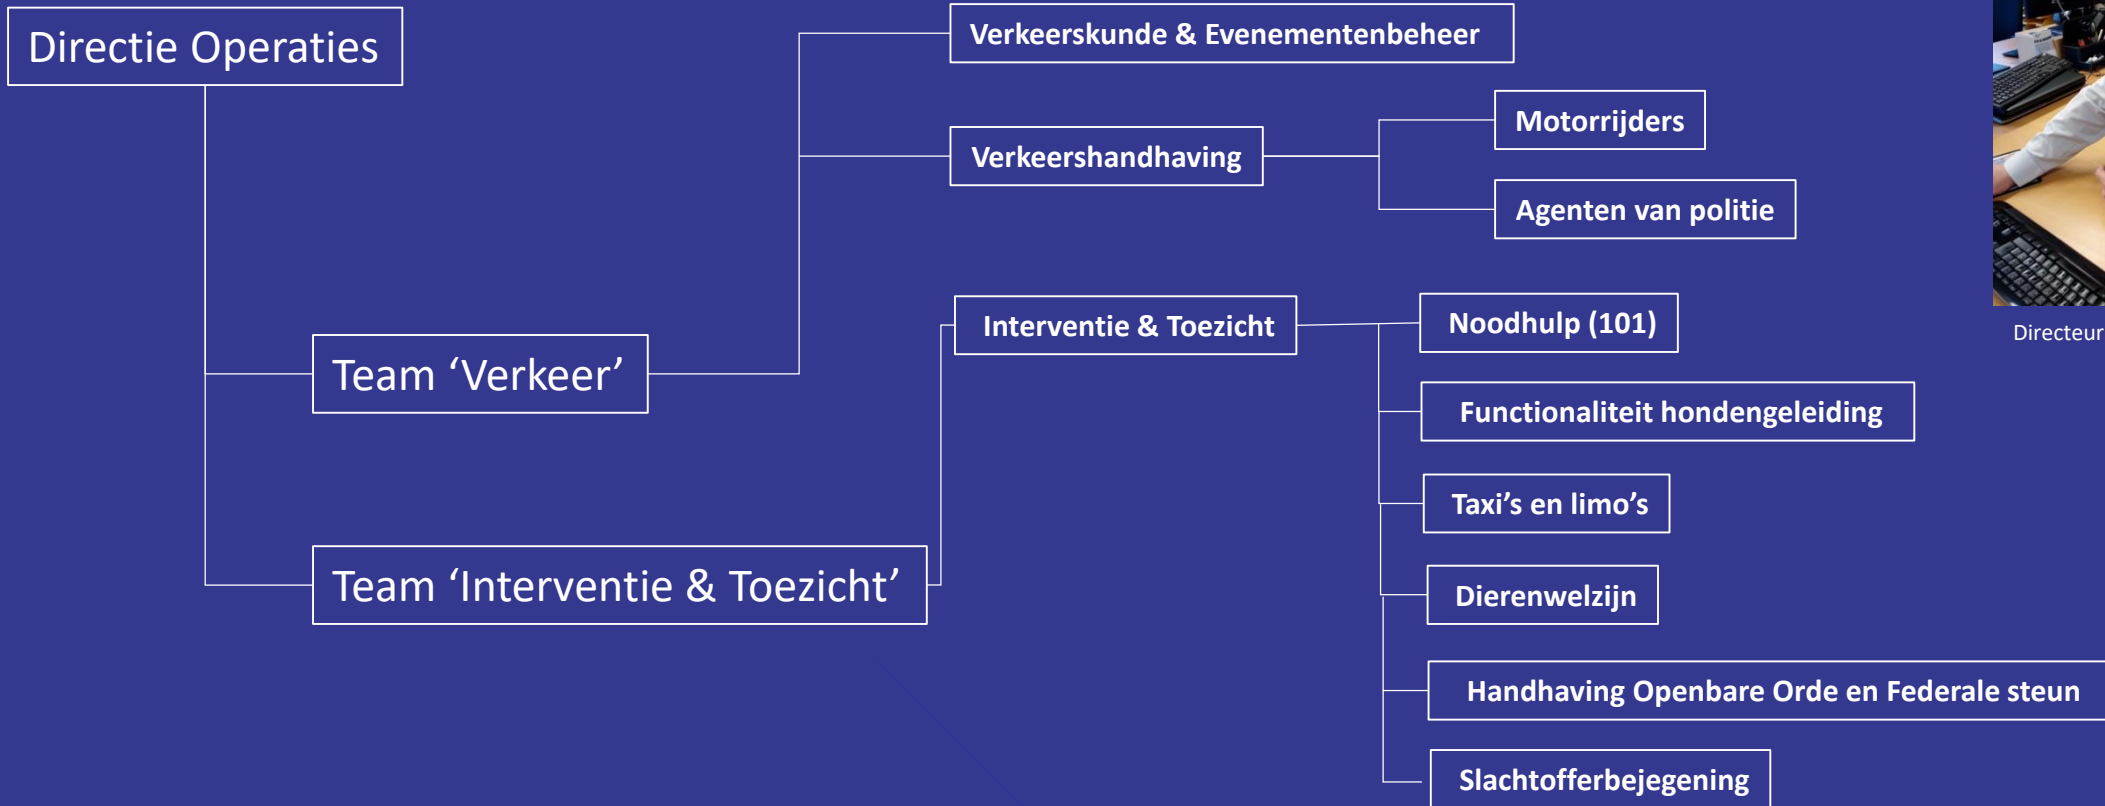 Directie Operaties
Verkeerskunde & Evenementenbeheer
Verkeershandhaving
Motorrijders
Agenten van politie
Directeur
Team ‘Verkeer’
Interventie & Toezicht
Noodhulp (101)
Functionaliteit hondengeleiding
Taxi’s en limo’s
Team ‘Interventie & Toezicht’
Dierenwelzijn
Handhaving Openbare Orde en Federale steun
Slachtofferbejegening